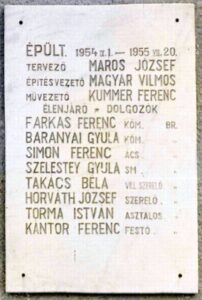 ÉPÜLT. 1954 IX.1.— 1955 VII.20.
TERVEZŐ MAROS JÓZSEF
ÉPITÉSVEZETŐ MAGYAR VILMOS
MŰVEZETŐ KUMMER FERENC
ÉLENJÁRÓ DOLGOZÓK
FARKAS FERENC KŐM. BR.
BARANYAI GYULA KŐM. „
SIMON FERENC ÁCS „
SZELESTEY GYULA „
TAKÁCS BÉLA VILL.SZERELŐ „
HORVÁTH JÓZSEF SZERELŐ „
TORMA ISTVÁN ASZTALOS „
KÁNTOR FERENC FESTŐ „